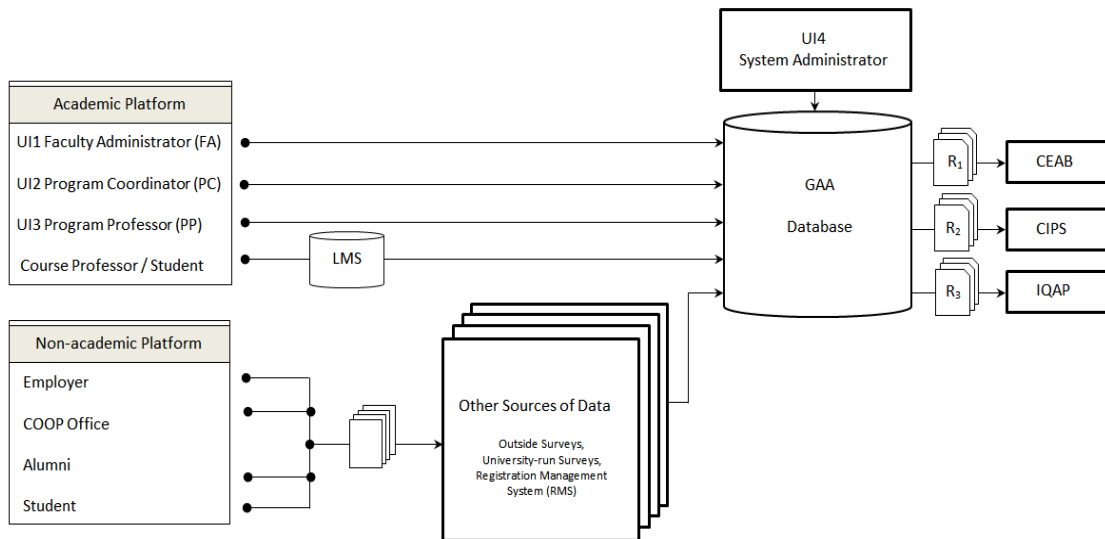 UI4
System Administrator
Academic Platform
UI1 Faculty Administrator (FA)
UI2 Program Coordinator (PC)
UI3 Program Professor (PP)
Course Professor / Student
LMS
GAA
Database
R1
CEAB
R2
CIPS
R3
IQAP
Non-academic Platform
Employer
COOP Office
Alumni
Student
Other Sources of Data
Outside Surveys,
University-run Surveys,
Registration Management
System (RMS)